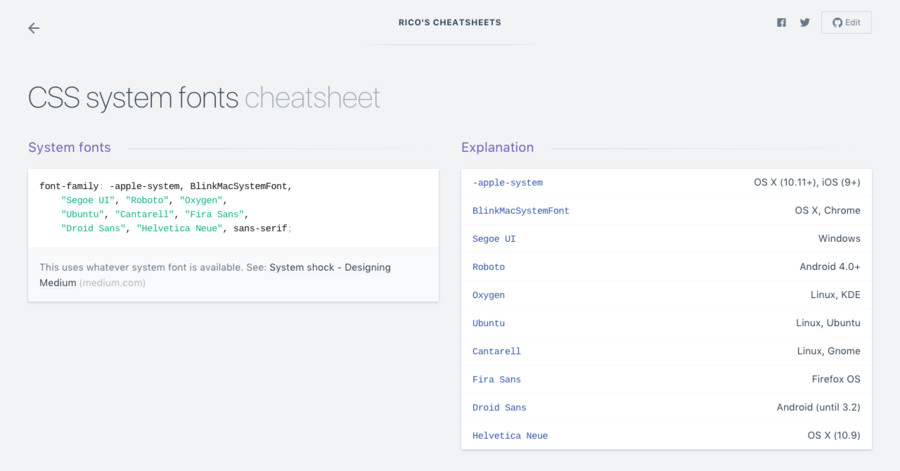 RICO'S CHEATSHEETS
Edit
CSS system fonts cheatsheet
System fonts
font-family: -apple-system, BlinkMacSystemFont,
"Segoe UI", "Roboto", "Oxygen",
"Ubuntu", "Cantarell", "Fira Sans",
"Droid Sans", "Helvetica Neue", sans-serif;
This uses whatever system font is available. See: System shock - Designing
Medium (medium.com)
Explanation
-apple-system OS X (10.11+), iOS (9+)
BlinkMacSystemFont OS X, Chrome
Segoe UI Windows
Roboto Android 4.0+
Oxygen Linux, KDE
Ubuntu Linux, Ubuntu
Cantarell Linux, Gnome
Fira Sans Firefox OS
Droid Sans Android (until 3.2)
Helvetica Neue OS X (10.9)